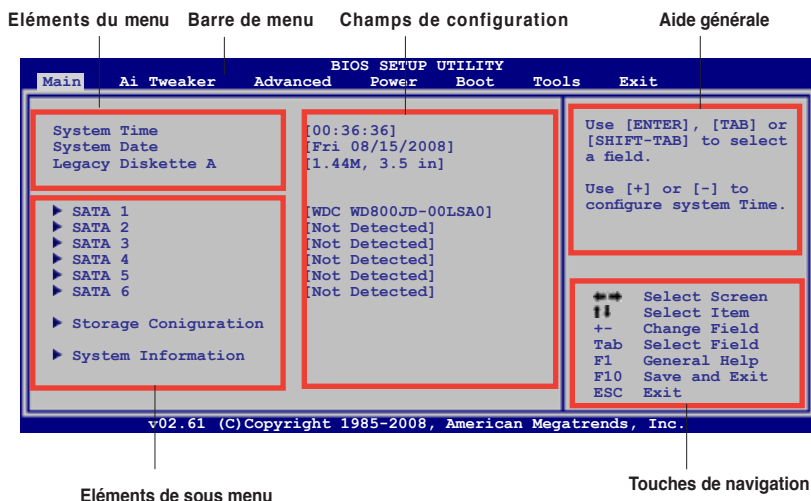 Eléments du menu Barre de menu Champs de configuration Aide générale
BIOS SETUP UTILITY
Main Ai Tweaker Advanced Power Boot Tools Exit
System Time [00:36:36]
System Date [Fri 08/15/2008]
Legacy Diskette A [1.44M, 3.5 in]
SATA 1 [WDC WD800JD-00LSA0]
SATA 2 [Not Detected]
SATA 3 [Not Detected]
SATA 4 [Not Detected]
SATA 5 [Not Detected]
SATA 6 [Not Detected]
Storage Coniguration
System Information
Use [ENTER], [TAB] or
[SHIFT-TAB] to select
a field.
Use [+] or [-] to
configure system Time.
Select Screen
Select Item
+- Change Field
Tab Select Field
F1 General Help
F10 Save and Exit
ESC Exit
v02.61 (C)Copyright 1985-2008, American Megatrends, Inc.
Eléments de sous menu Touches de navigation